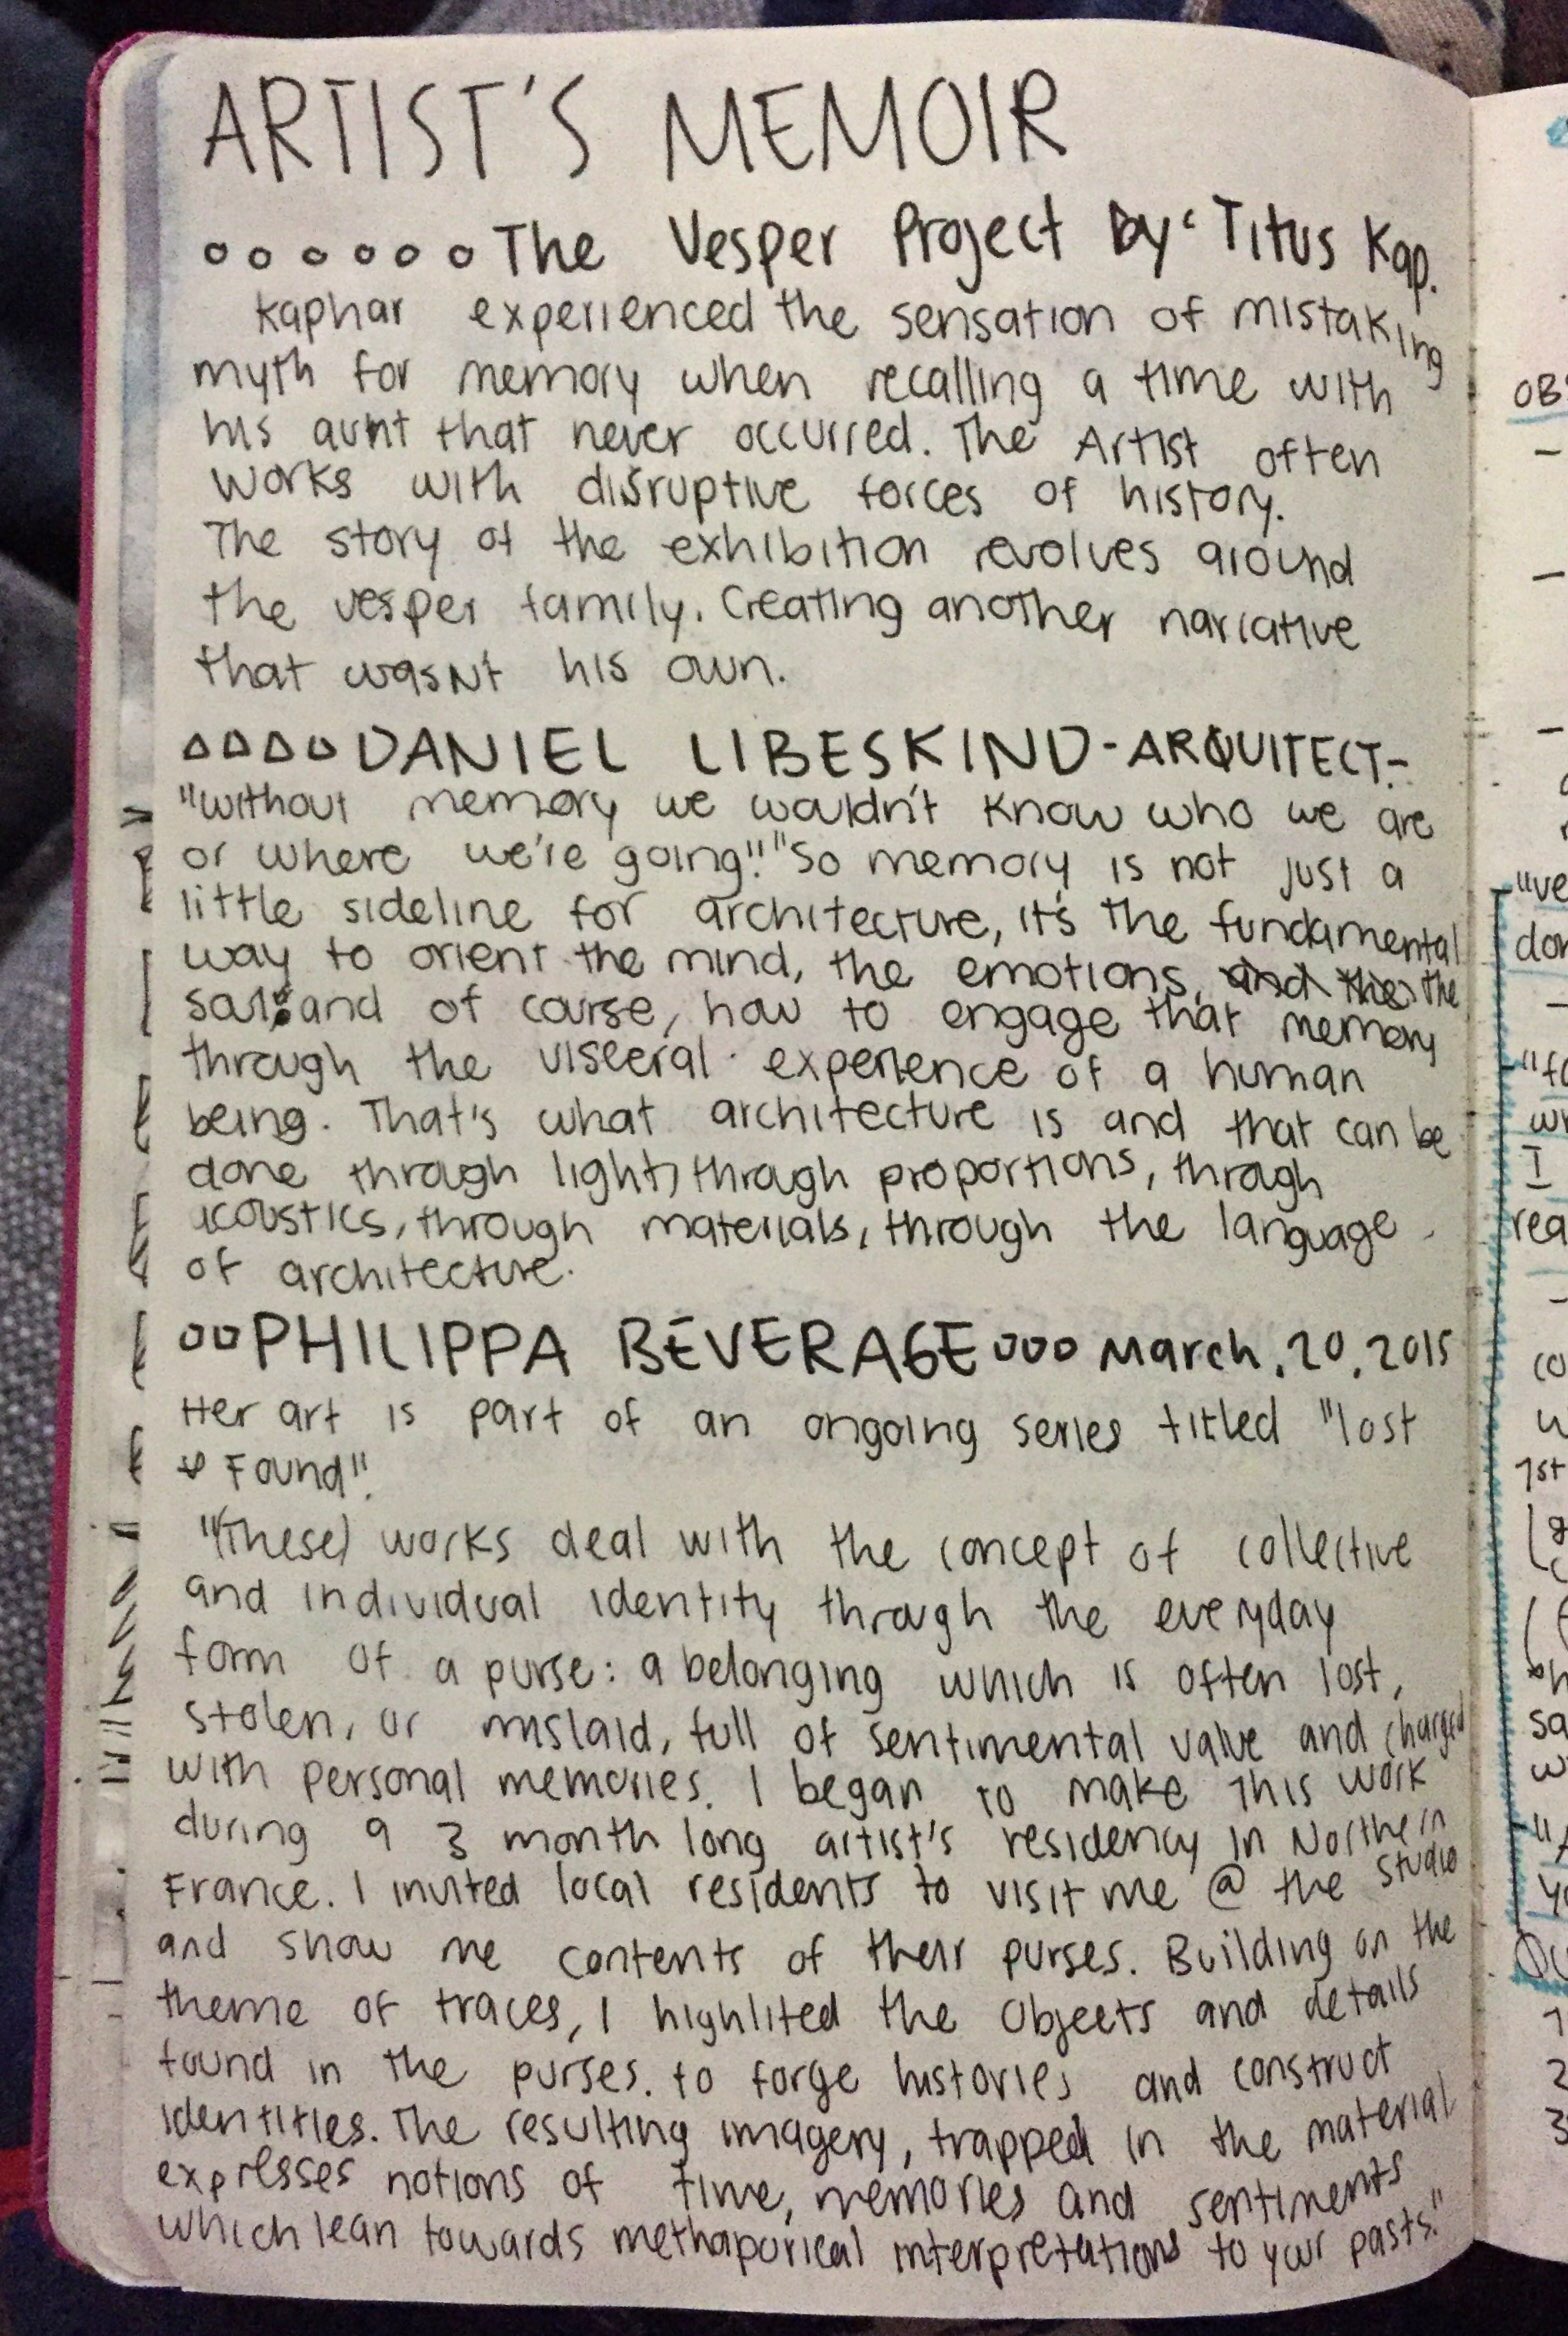 ARTIST'S MEMOIR
The Vesper Project by: Titus Kap.
Kaphar experienced the sensation of mistaking
myth for memory when recalling a time with
his aunt that never occurred. The Artist often
works with disruptive forces of history.
The story of the exhibition revolves around
the vesper family. Creating another narrative
that wasn't his own.
DANIEL LIBESKIND - ARQUITECT -
"without memory we wouldn't know who we are
or where we're going!" "So memory is not just a
little sideline for architecture, it's the fundamental
way to orient the mind, the emotions, and the the
and of course, how to engage that memory
through the visceral experience of a human
being. That's what architecture is and that can be
done through light, through proportions, through
acoustics, through materials, through the language
of architecture.
PHILIPPA BEVERAGE March. 20. 2015
Her art is part of an ongoing series titled "lost
& Found".
"(These) works deal with the concept of collective
and individual identity through the everyday
form of a purse: a belonging which is often lost,
stolen, or mislaid, full of sentimental value and charged
with personal memories. I began to make this work
during a 3 month long artist's residency in Northern
France. I invited local residents to visit me @ the studio
and show me contents of their purses. Building on the
theme of traces, I highlited the objects and details
found in the purses. to forge histories and construct
identities. The resulting imagery, trapped in the material
expresses notions of time, memories and sentiments
which lean towards methaporical interpretations to your pasts."
OB
"ve
I
rea
1st
sa
1
2
3